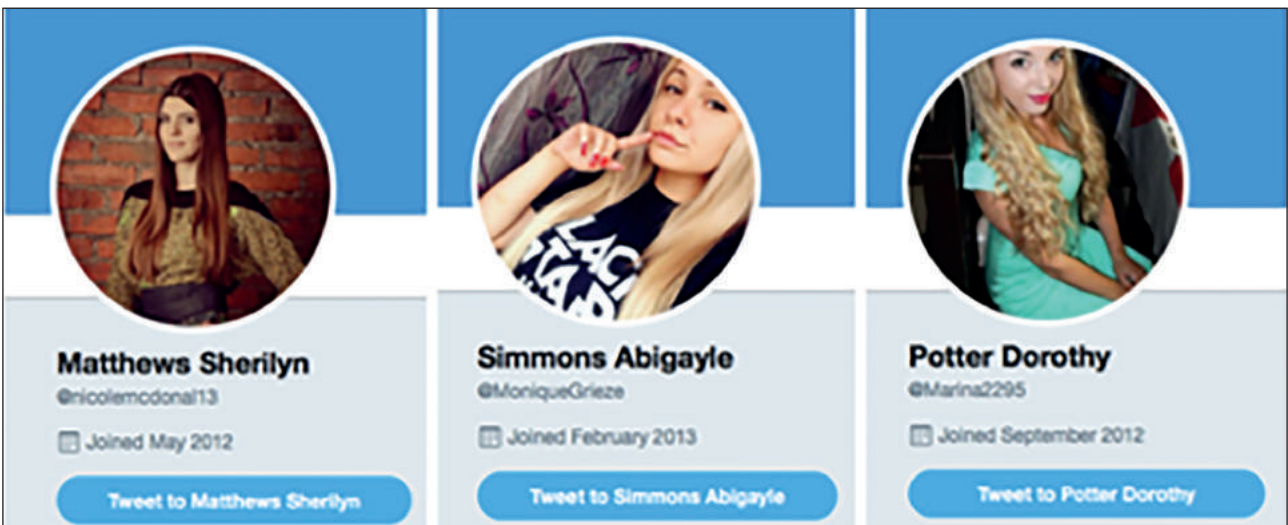 Matthews Sherilyn
@nicolemcdonal13
Joined May 2012
Tweet to Matthews Sherilyn
Simmons Abigayle
@MoniqueGrieze
Joined February 2013
Tweet to Simmons Abigayle
Potter Dorothy
@Marina2295
Joined September 2012
Tweet to Potter Dorothy